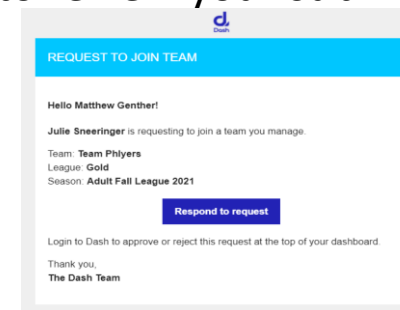 d.
Dash
REQUEST TO JOIN TEAM
Hello Matthew Genther!
Julie Sneeringer is requesting to join a team you manage.
Team: Team Phlyers
League: Gold
Season: Adult Fall League 2021
Respond to request
Login to Dash to approve or reject this request at the top of your dashboard.
Thank you,
The Dash Team